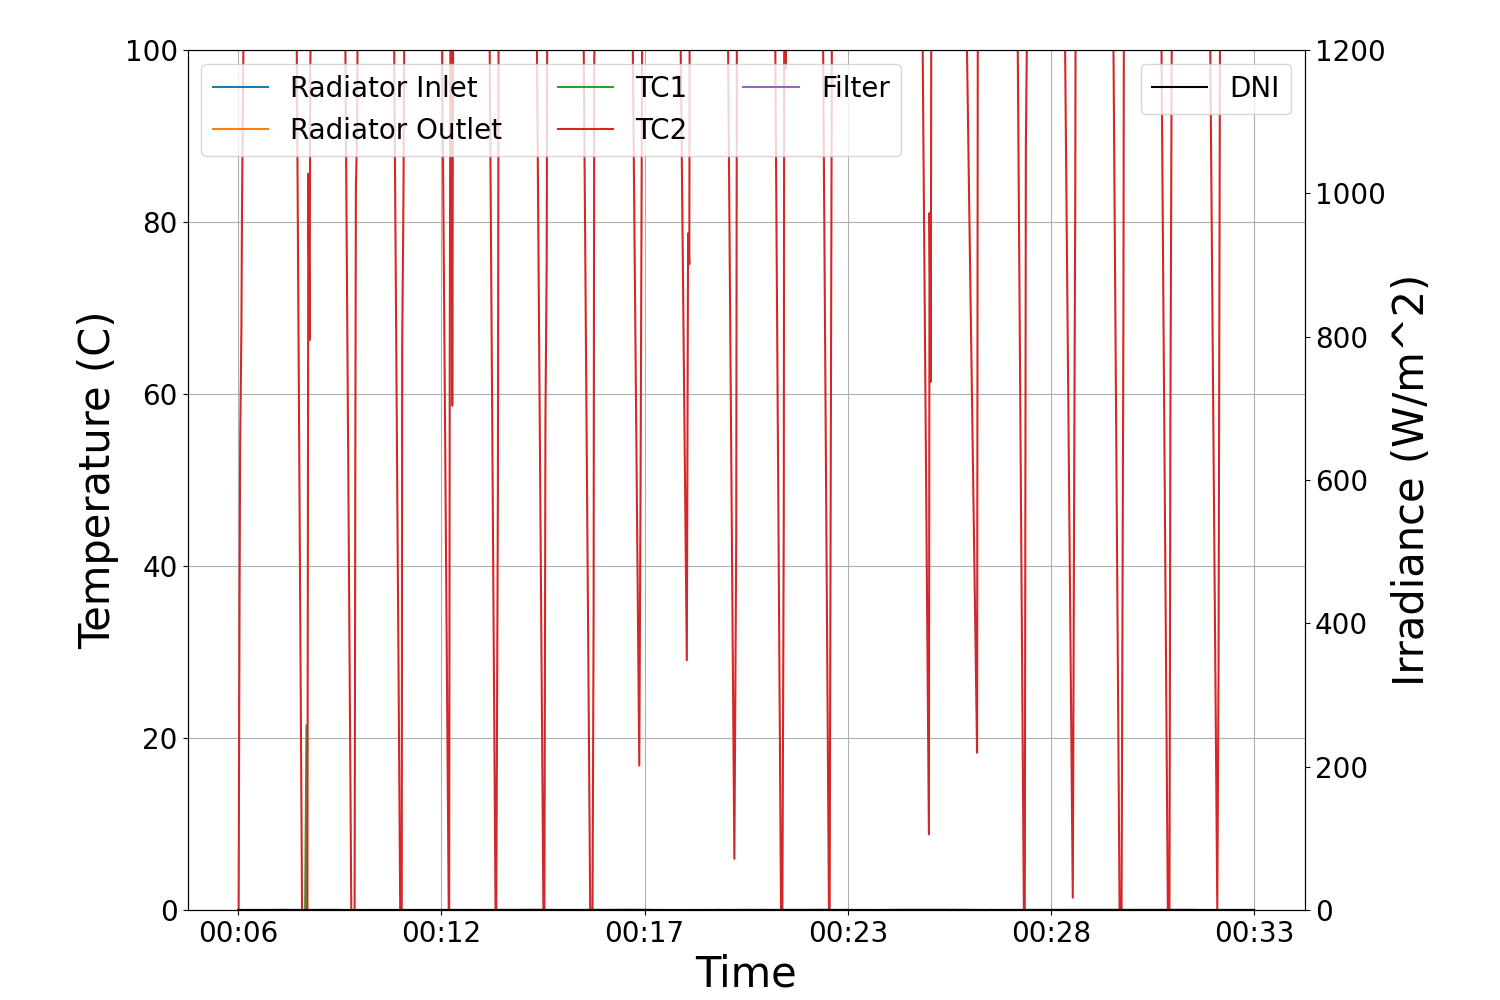 Radiator Inlet
Radiator Outlet
TC1
TC2
Filter
DNI
Temperature (C)
100
80
60
40
20
0
1200
1000
800
600
400
200
0
Irradiance (W/m^2)
00:06 00:12 00:17 00:23 00:28 00:33
Time